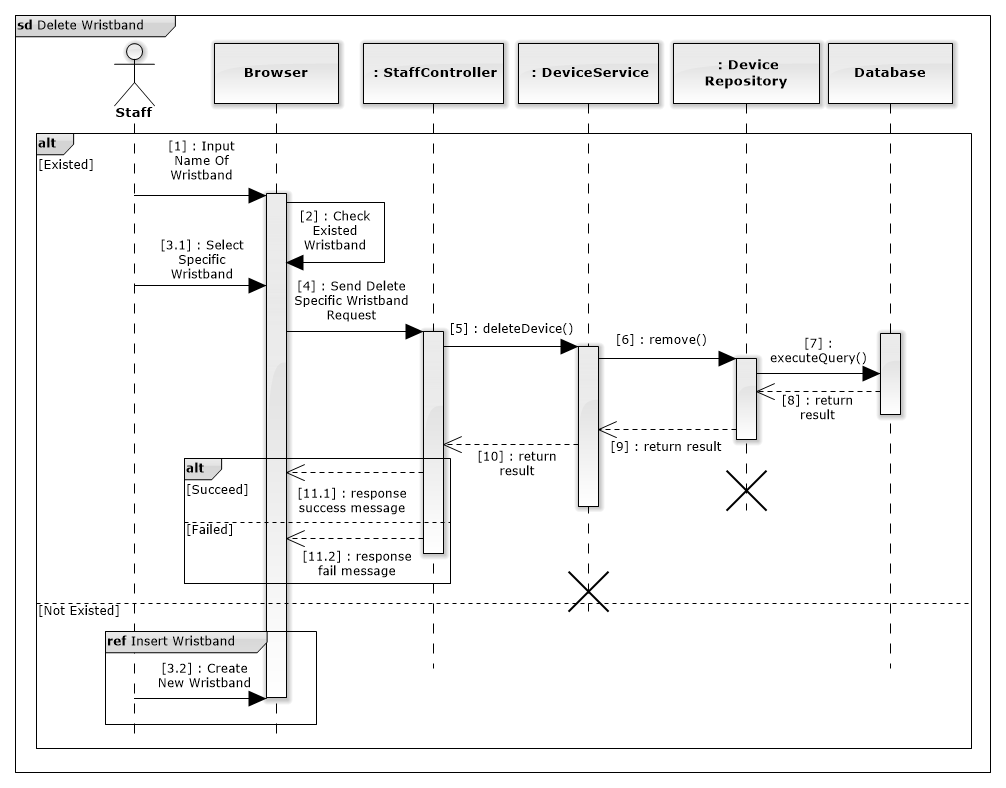 sd Delete Wristband
Staff
Browser
: StaffController
: DeviceService
: Device
Repository
Database
alt
[Existed]
[1] : Input
Name Of
Wristband
[2] : Check
Existed
Wristband
[3.1] : Select
Specific
Wristband
[4] : Send Delete
Specific Wristband
Request
[5] : deleteDevice()
[6] : remove()
[7] :
executeQuery()
[8] : return
result
[9] : return result
[10] : return
result
alt
[Succeed]
[11.1] : response
success message
[Failed]
[11.2] : response
fail message
[Not Existed]
ref Insert Wristband
[3.2] : Create
New Wristband